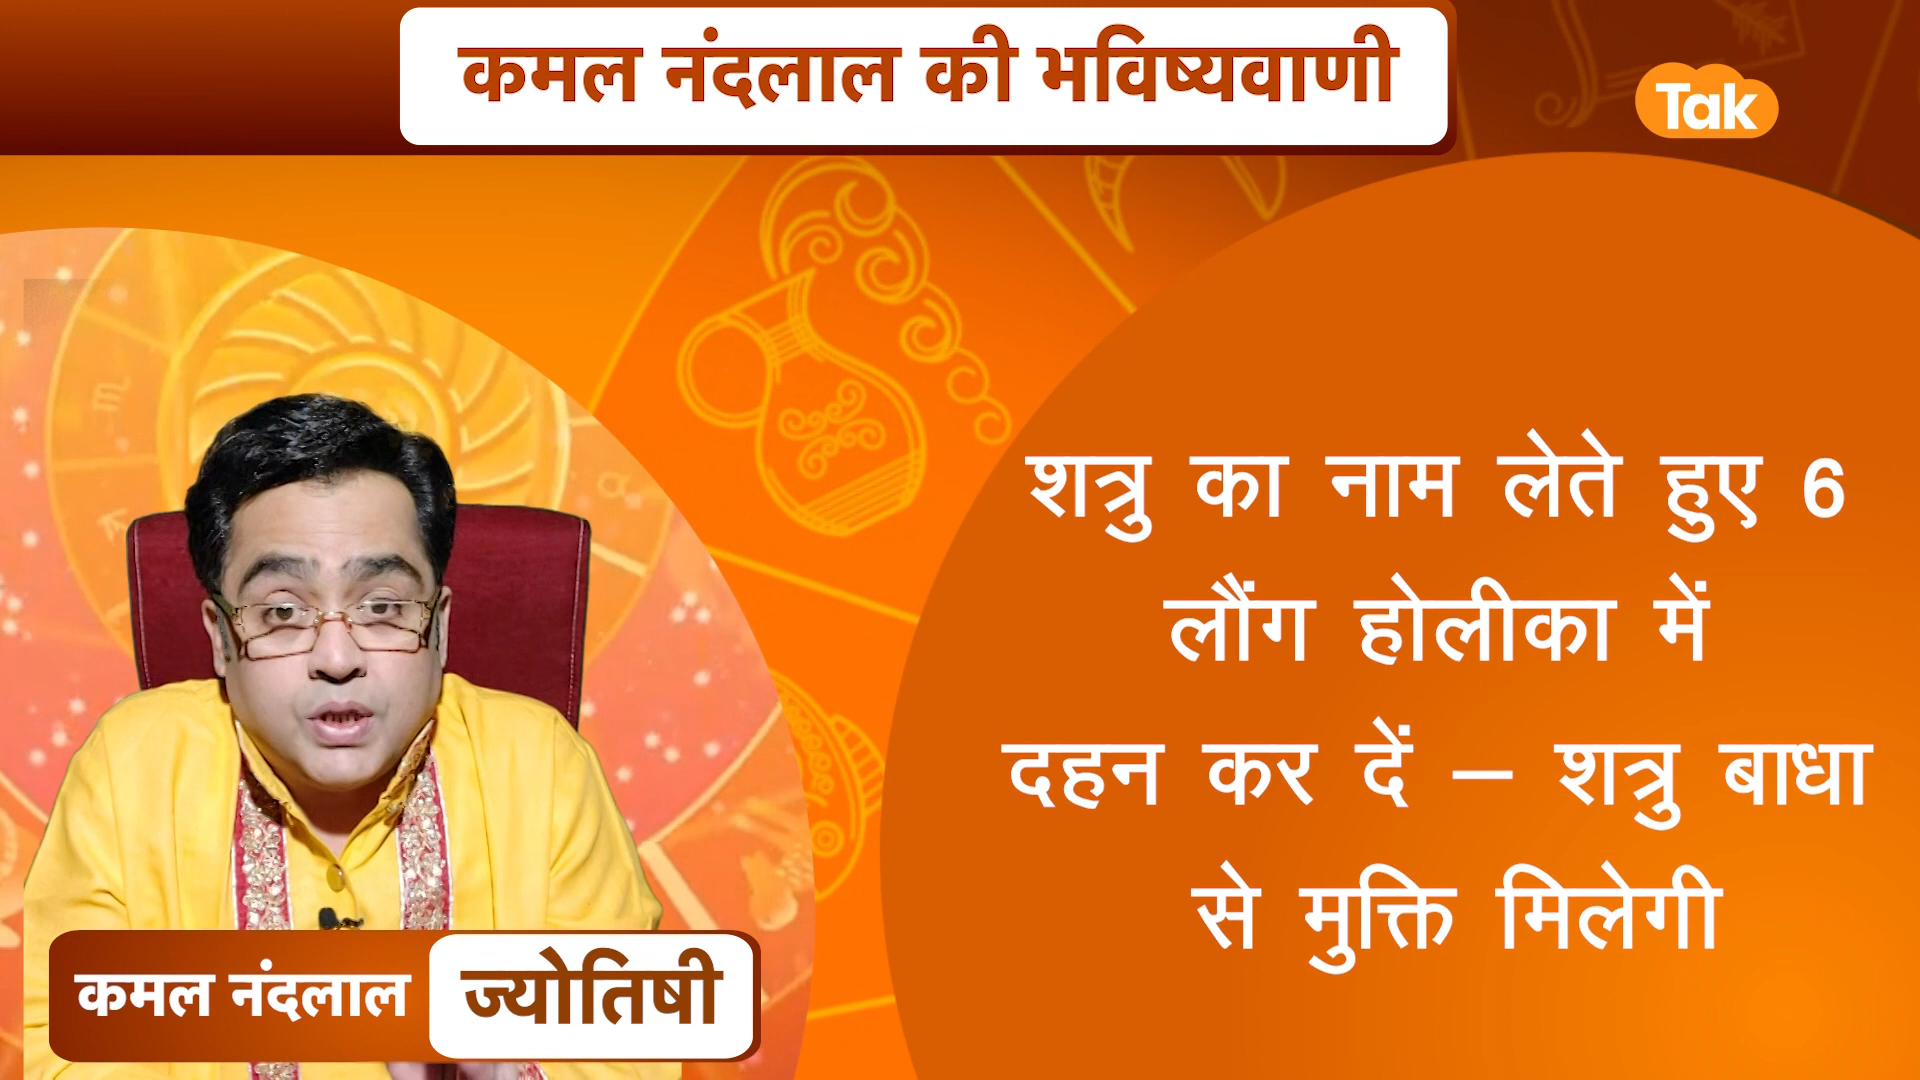 कमल नंदलाल की भविष्यवाणी
Tak
शत्रु का नाम लेते हुए 6
लौंग होलीका में
दहन कर दें – शत्रु बाधा
से मुक्ति मिलेगी
कमल नंदलाल
ज्योतिषी